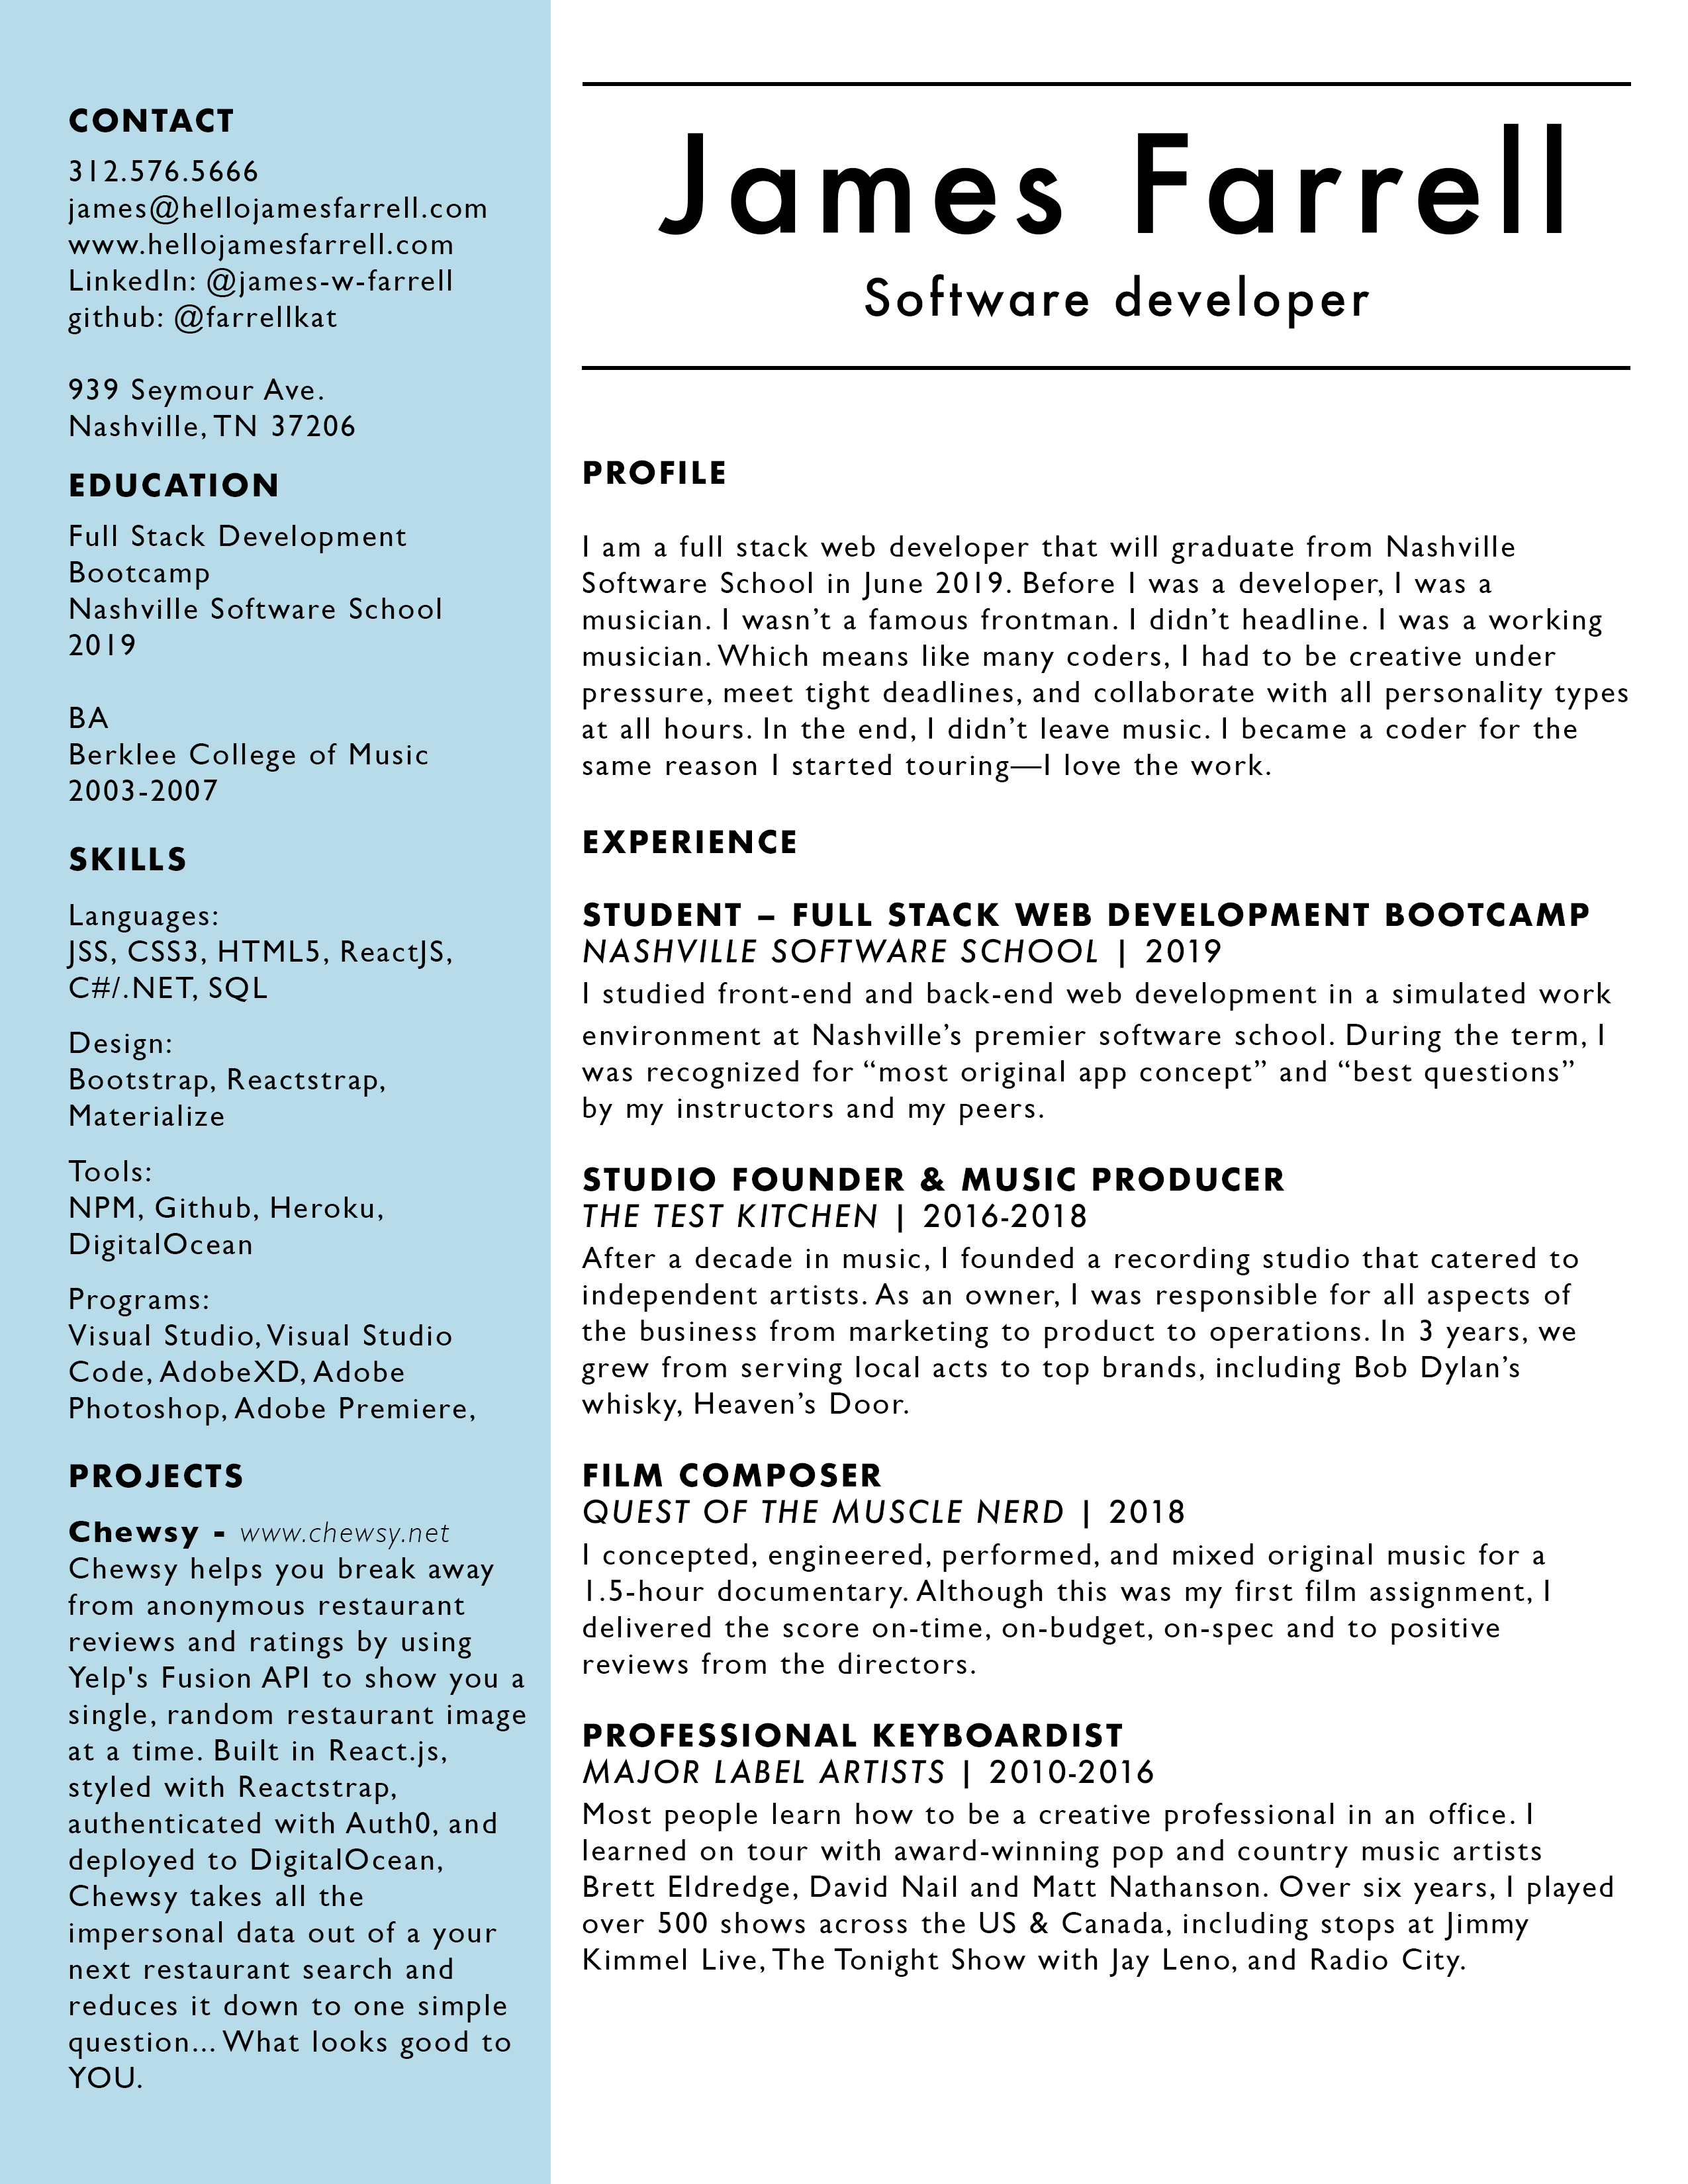 CONTACT
312.576.5666
james@hellojamesfarrell.com
www.hellojamesfarrell.com
LinkedIn: @james-w-farrell
github: @farrellkat
939 Seymour Ave.
Nashville, TN 37206
EDUCATION
Full Stack Development
Bootcamp
Nashville Software School
2019
BA
Berklee College of Music
2003-2007
SKILLS
Languages:
JSS, CSS3, HTML5, ReactJS,
C#/.NET, SQL
Design:
Bootstrap, Reactstrap,
Materialize
Tools:
NPM, Github, Heroku,
DigitalOcean
Programs:
Visual Studio, Visual Studio
Code, AdobeXD, Adobe
Photoshop, Adobe Premiere,
PROJECTS
Chewsy - www.chewsy.net
Chewsy helps you break away
from anonymous restaurant
reviews and ratings by using
Yelp's Fusion API to show you a
single, random restaurant image
at a time. Built in React.js,
styled with Reactstrap,
authenticated with Auth0, and
deployed to DigitalOcean,
Chewsy takes all the
impersonal data out of a your
next restaurant search and
reduces it down to one simple
question... What looks good to
YOU.
James Farrell
Software developer
PROFILE
I am a full stack web developer that will graduate from Nashville
Software School in June 2019. Before I was a developer, I was a
musician. I wasn’t a famous frontman. I didn’t headline. I was a working
musician. Which means like many coders, I had to be creative under
pressure, meet tight deadlines, and collaborate with all personality types
at all hours. In the end, I didn’t leave music. I became a coder for the
same reason I started touring—I love the work.
EXPERIENCE
STUDENT – FULL STACK WEB DEVELOPMENT BOOTCAMP
NASHVILLE SOFTWARE SCHOOL | 2019
I studied front-end and back-end web development in a simulated work
environment at Nashville’s premier software school. During the term, I
was recognized for “most original app concept” and “best questions”
by my instructors and my peers.
STUDIO FOUNDER & MUSIC PRODUCER
THE TEST KITCHEN | 2016-2018
After a decade in music, I founded a recording studio that catered to
independent artists. As an owner, I was responsible for all aspects of
the business from marketing to product to operations. In 3 years, we
grew from serving local acts to top brands, including Bob Dylan’s
whisky, Heaven’s Door.
FILM COMPOSER
QUEST OF THE MUSCLE NERD | 2018
I concepted, engineered, performed, and mixed original music for a
1.5-hour documentary. Although this was my first film assignment, I
delivered the score on-time, on-budget, on-spec and to positive
reviews from the directors.
PROFESSIONAL KEYBOARDIST
MAJOR LABEL ARTISTS | 2010-2016
Most people learn how to be a creative professional in an office. I
learned on tour with award-winning pop and country music artists
Brett Eldredge, David Nail and Matt Nathanson. Over six years, I played
over 500 shows across the US & Canada, including stops at Jimmy
Kimmel Live, The Tonight Show with Jay Leno, and Radio City.